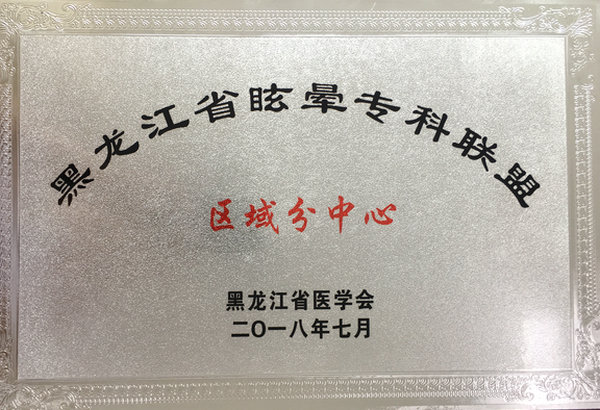 黑龙江省眩晕专科联盟
区域分中心
黑龙江省医学会
二〇一八年七月